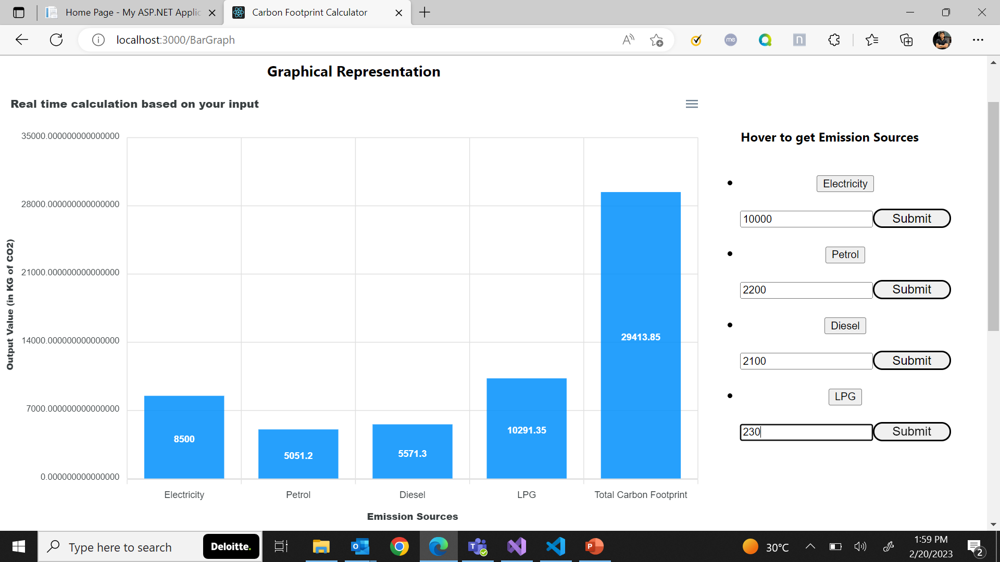 Home Page - My ASP.NET Applic
Carbon Footprint Calculator
localhost:3000/BarGraph
me
n
Graphical Representation
Real time calculation based on your input
Output Value (in KG of CO2)
35000.000000000000000
28000.000000000000000
21000.000000000000000
14000.000000000000000
7000.000000000000000
0.000000000000000
8500
5051.2
5571.3
10291.35
29413.85
Electricity
Petrol
Diesel
LPG
Total Carbon Footprint
Emission Sources
Hover to get Emission Sources
Electricity
10000
Submit
Petrol
2200
Submit
Diesel
2100
Submit
LPG
230
Submit
Type here to search
Deloitte.
30°C
1:59 PM
2/20/2023
2